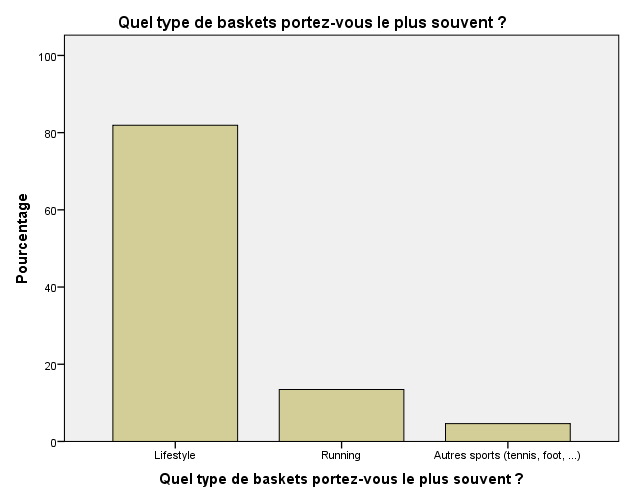 Quel type de baskets portez-vous le plus souvent ?
Pourcentage
100
80
60
40
20
0
Lifestyle
Running
Autres sports (tennis, foot, ...)
Quel type de baskets portez-vous le plus souvent ?